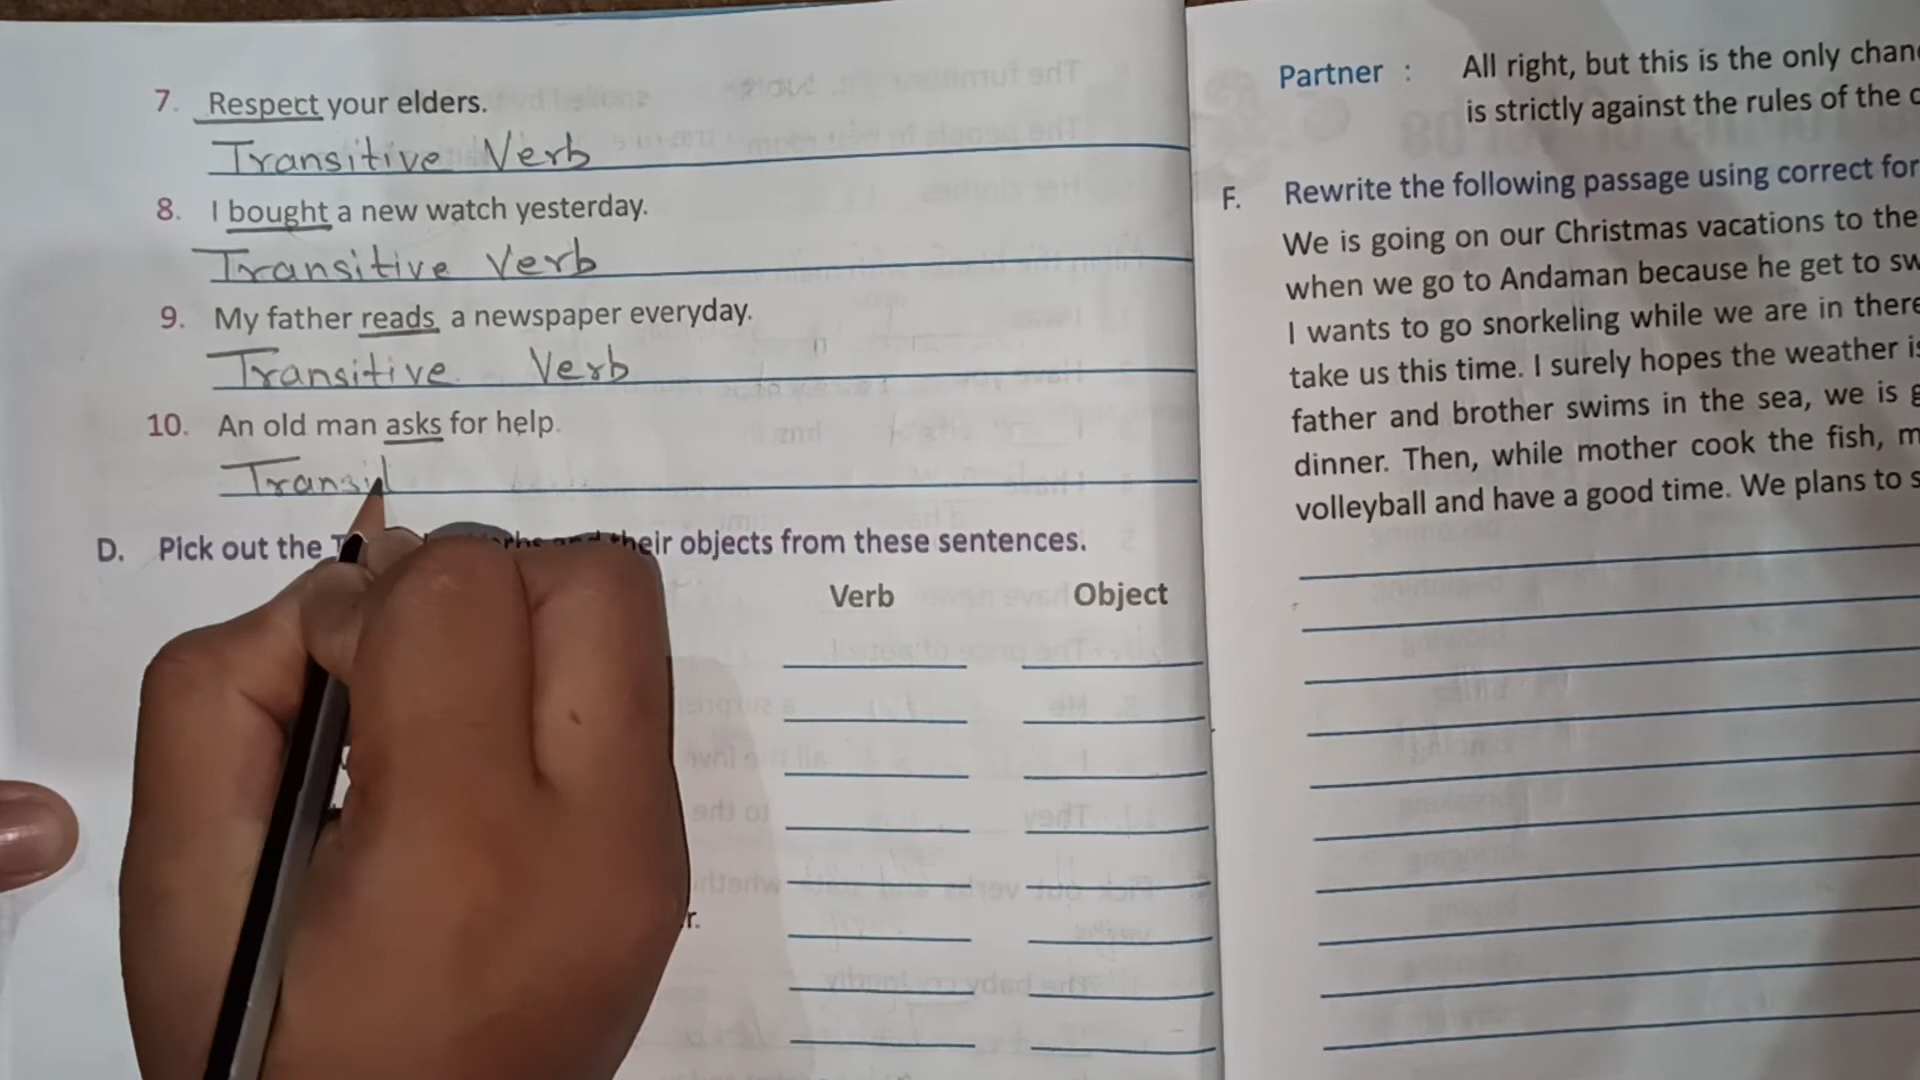 7. Respect your elders.
Transitive Verb
8. I bought a new watch yesterday.
Transitive Verb
9. My father reads a newspaper everyday.
Transitive Verb
10. An old man asks for help.
Transit
D. Pick out the their objects from these sentences.
Verb Object
r.
Partner : All right, but this is the only
is strictly against the rules of the
F. Rewrite the following passage using correct
We is going on our Christmas vacations to the
when we go to Andaman because he get to
I wants to go snorkeling while we are in
take us this time. I surely hopes the weather
father and brother swims in the sea, we is
dinner. Then, while mother cook the fish,
volleyball and have a good time. We plans to